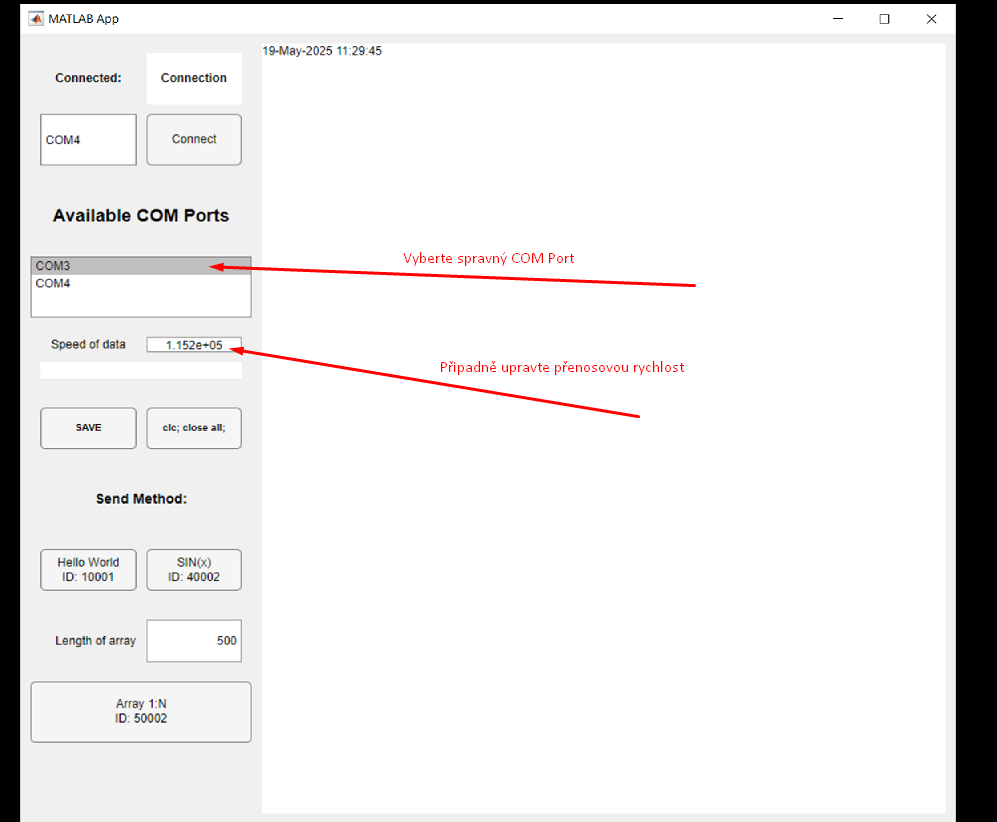 MATLAB App
19-May-2025 11:29:45
Connected:
Connection
COM4
Connect
Available COM Ports
COM3
COM4
Vyberte spravný COM Port
Speed of data
1.152e+05
Případně upravte přenosovou rychlost
SAVE
clc; close all;
Send Method:
Hello World
ID: 10001
SIN(x)
ID: 40002
Length of array
500
Array 1:N
ID: 50002